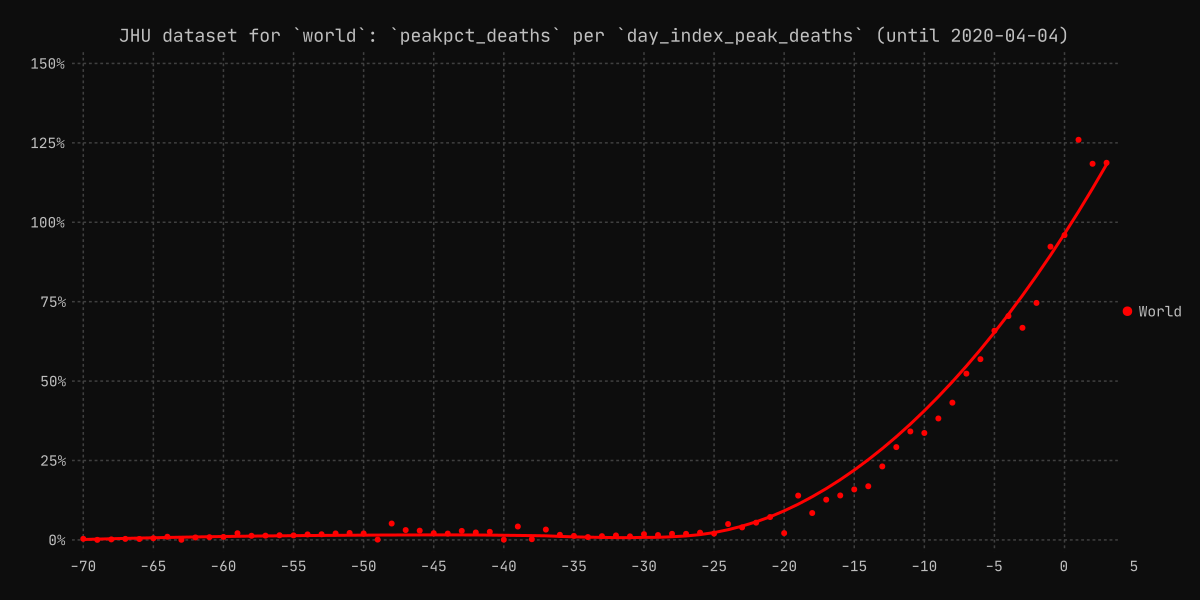 JHU dataset for `world`: `peakpct_deaths` per `day_index_peak_deaths` (until 2020-04-04)
150%
125%
100%
75%
50%
25%
0%
World
-70 -65 -60 -55 -50 -45 -40 -35 -30 -25 -20 -15 -10 -5 0 5